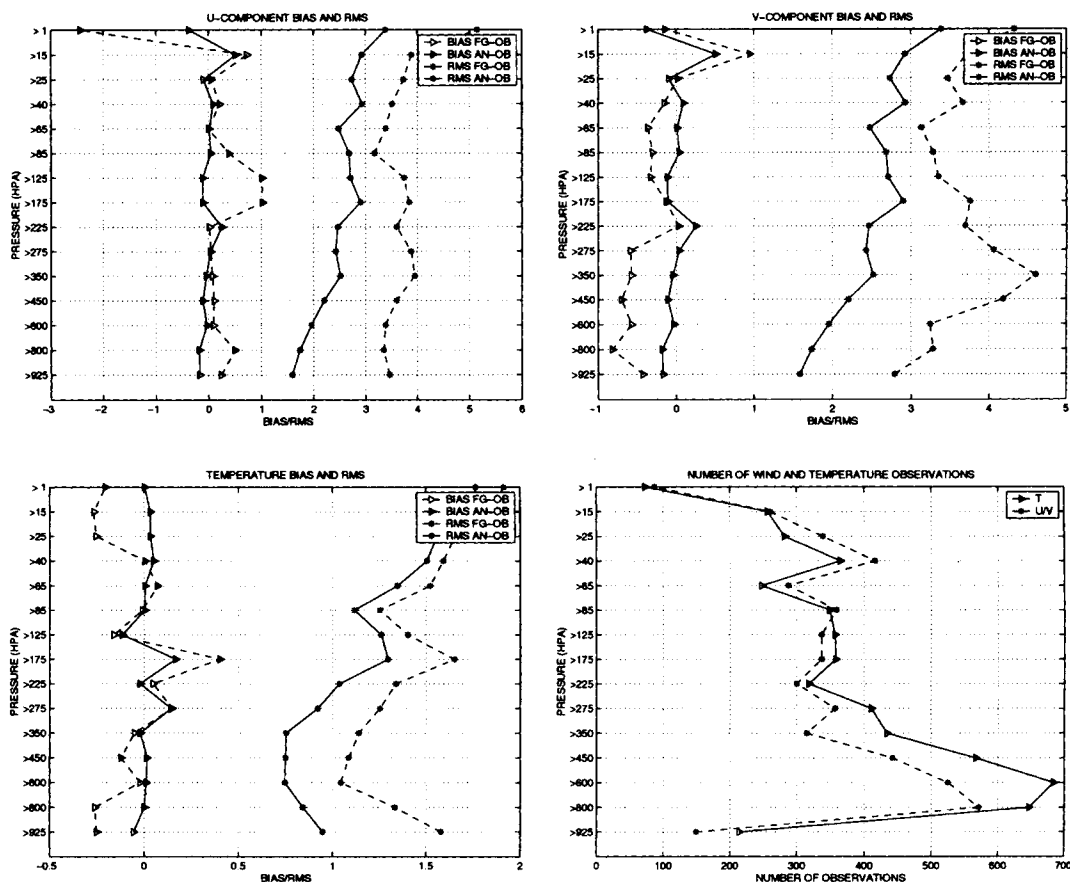 U-COMPONENT BIAS AND RMS
> 1
>15
>25
>40
>65
>85
>125
>175
>225
>275
>350
>450
>600
>800
>925
PRESSURE (HPA)
BIAS FG-OB
BIAS AN-OB
RMS FG-OB
RMS AN-OB
-3 -2 -1 0 1 2 3 4 5 6
BIAS/RMS
V-COMPONENT BIAS AND RMS
> 1
>15
>25
>40
>65
>85
>125
>175
>225
>275
>350
>450
>600
>800
>925
PRESSURE (HPA)
BIAS FG-OB
BIAS AN-OB
RMS FG-OB
RMS AN-OB
-1 0 1 2 3 4 5
BIAS/RMS
TEMPERATURE BIAS AND RMS
> 1
>15
>25
>40
>65
>85
>125
>175
>225
>275
>350
>450
>600
>800
>925
PRESSURE (HPA)
BIAS FG-OB
BIAS AN-OB
RMS FG-OB
RMS AN-OB
-0.5 0 0.5 1 1.5 2
BIAS/RMS
NUMBER OF WIND AND TEMPERATURE OBSERVATIONS
> 1
>15
>25
>40
>65
>85
>125
>175
>225
>275
>350
>450
>600
>800
>925
PRESSURE (HPA)
T
U/V
0 100 200 300 400 500 600 700
NUMBER OF OBSERVATIONS